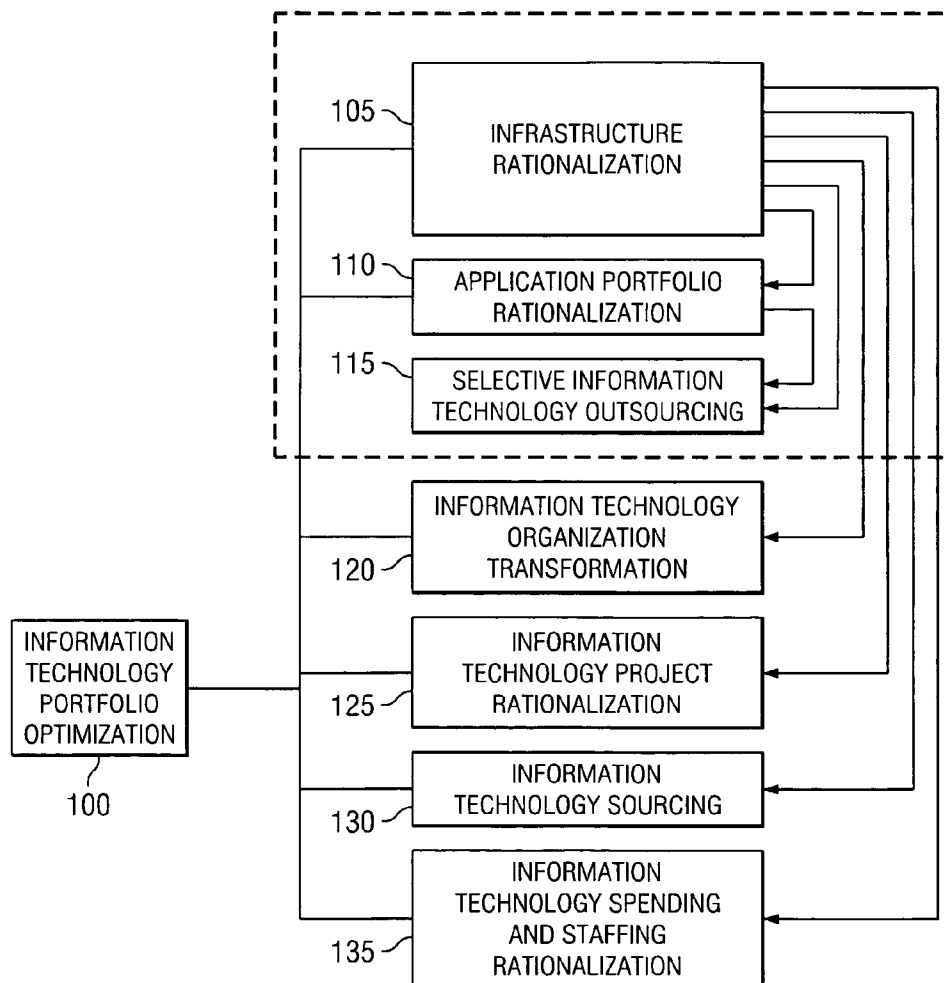 105
INFRASTRUCTURE
RATIONALIZATION
110
APPLICATION PORTFOLIO
RATIONALIZATION
115
SELECTIVE INFORMATION
TECHNOLOGY OUTSOURCING
INFORMATION TECHNOLOGY
ORGANIZATION
TRANSFORMATION
120
INFORMATION
TECHNOLOGY
PORTFOLIO
OPTIMIZATION
100
INFORMATION
TECHNOLOGY PROJECT
RATIONALIZATION
125
INFORMATION
TECHNOLOGY SOURCING
130
INFORMATION
TECHNOLOGY SPENDING
AND STAFFING
RATIONALIZATION
135